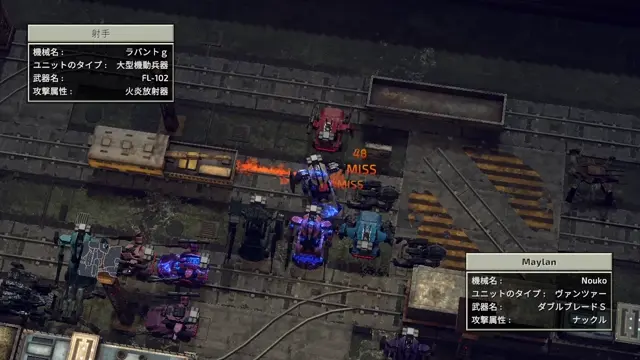 射手
機械名： ラバントg
ユニットのタイプ： 大型機動兵器
武器名： FL-102
攻撃属性： 火炎放射器
48
MISS
MISS
Maylan
機械名： Nouko
ユニットのタイプ： ヴァンツァー
武器名： ダブルブレードS
攻撃属性： ナックル